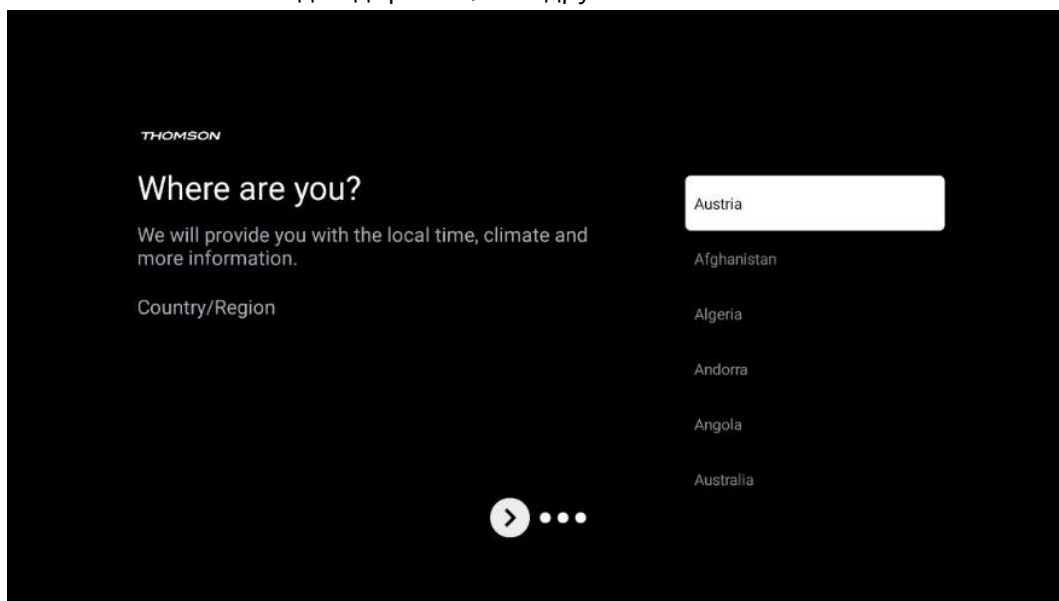 THOMSON
Where are you?
We will provide you with the local time, climate and
more information.
Country/Region
Austria
Afghanistan
Algeria
Andorra
Angola
Australia